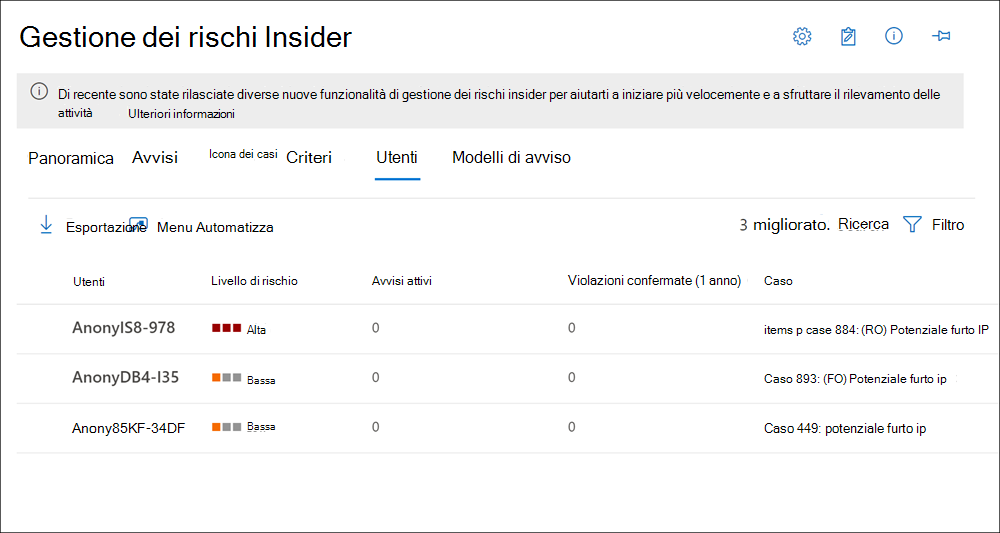 Gestione dei rischi Insider
Di recente sono state rilasciate diverse nuove funzionalità di gestione dei rischi insider per aiutarti a iniziare più velocemente e a sfruttare il rilevamento delle
attività Ulteriori informazioni
Panoramica Avvisi Icona dei casi Criteri Utenti Modelli di avviso
Esportazione Menu Automatizza 3 migliorato. Ricerca Filtro
Utenti Livello di rischio Avvisi attivi Violazioni confermate (1 anno) Caso
AnonyIS8-978 Alta 0 0 items p case 884: (RO) Potenziale furto IP
AnonyDB4-I35 Bassa 0 0 Caso 893: (FO) Potenziale furto ip
Anony85KF-34DF Bassa 0 0 Caso 449: potenziale furto ip